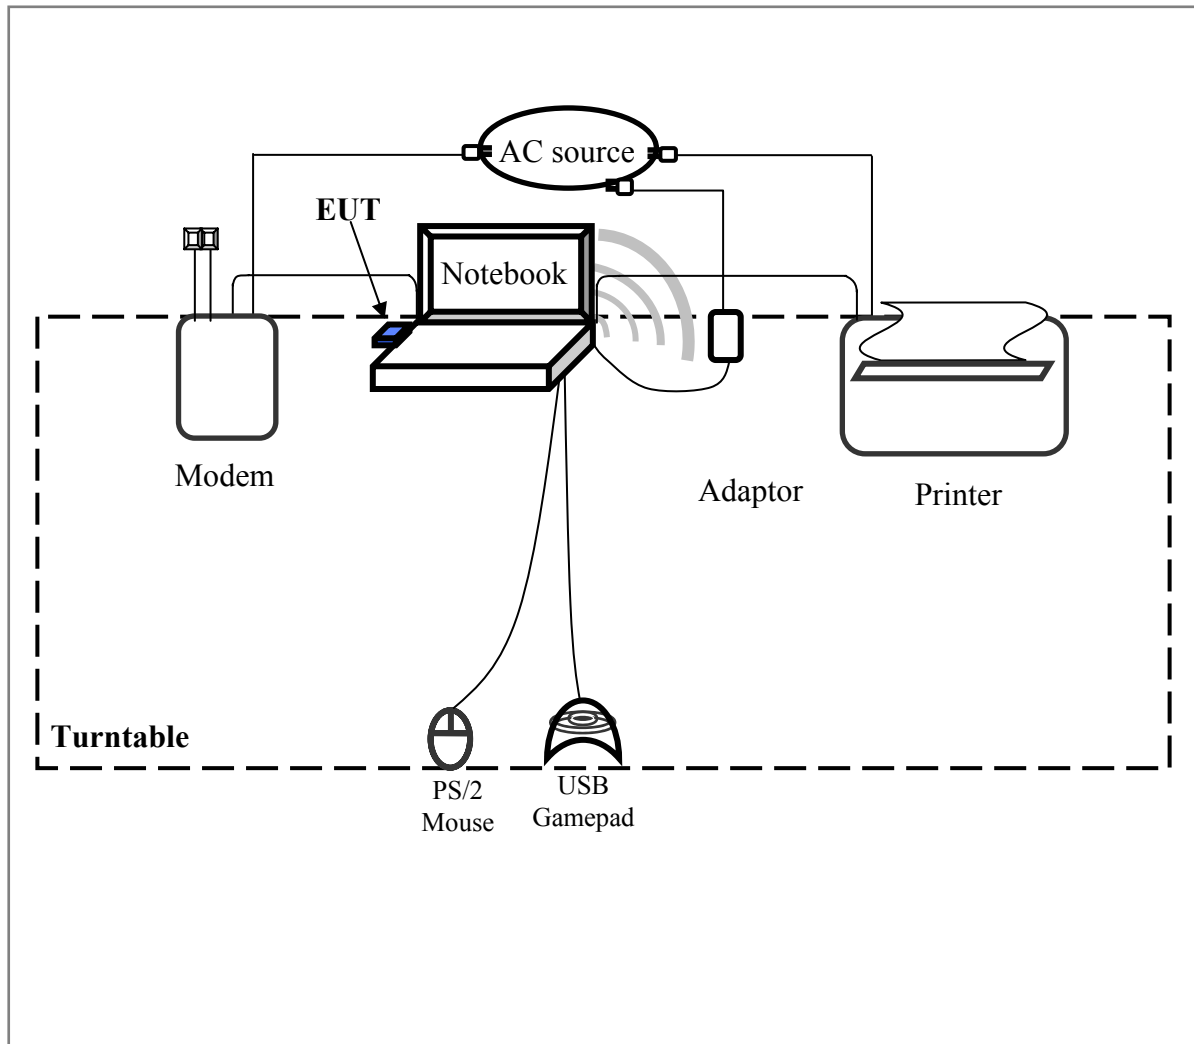 AC source
EUT
Notebook
Modem
Adaptor
Printer
Turntable
PS/2
Mouse
USB
Gamepad